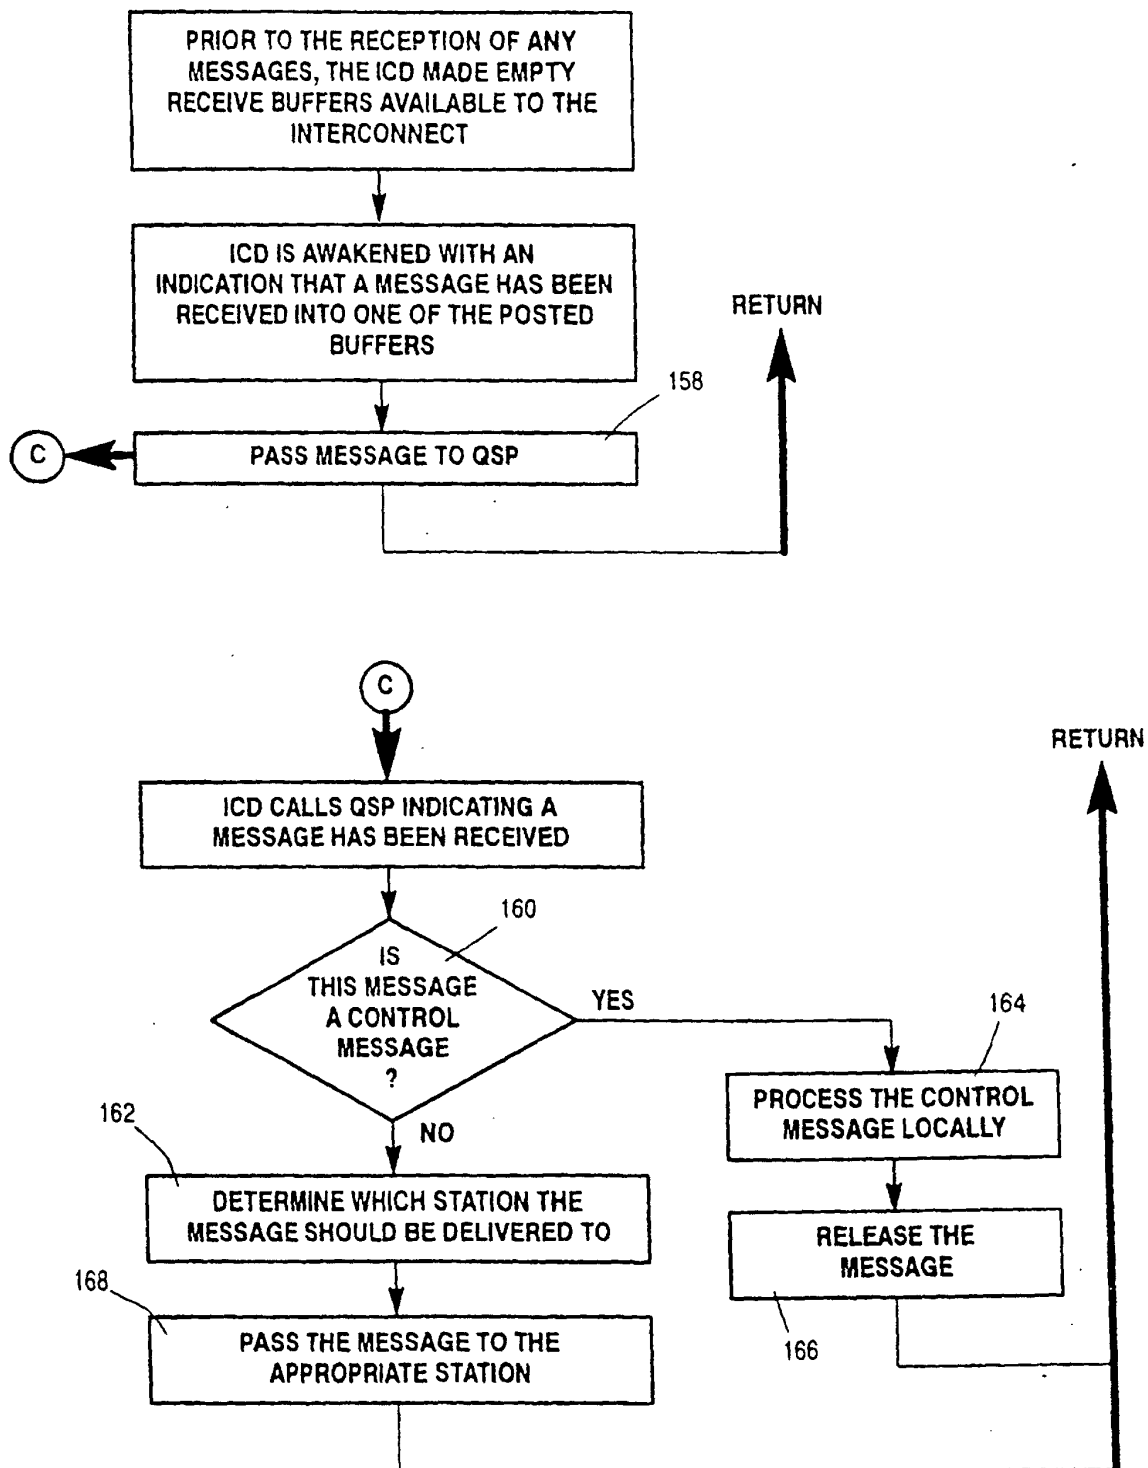 PRIOR TO THE RECEPTION OF ANY
MESSAGES, THE ICD MADE EMPTY
RECEIVE BUFFERS AVAILABLE TO THE
INTERCONNECT
ICD IS AWAKENED WITH AN
INDICATION THAT A MESSAGE HAS BEEN
RECEIVED INTO ONE OF THE POSTED
BUFFERS
RETURN
158
C
PASS MESSAGE TO QSP
C
RETURN
ICD CALLS QSP INDICATING A
MESSAGE HAS BEEN RECEIVED
160
IS
THIS MESSAGE
A CONTROL
MESSAGE
?
YES
164
PROCESS THE CONTROL
MESSAGE LOCALLY
162
NO
DETERMINE WHICH STATION THE
MESSAGE SHOULD BE DELIVERED TO
RELEASE THE
MESSAGE
168
166
PASS THE MESSAGE TO THE
APPROPRIATE STATION